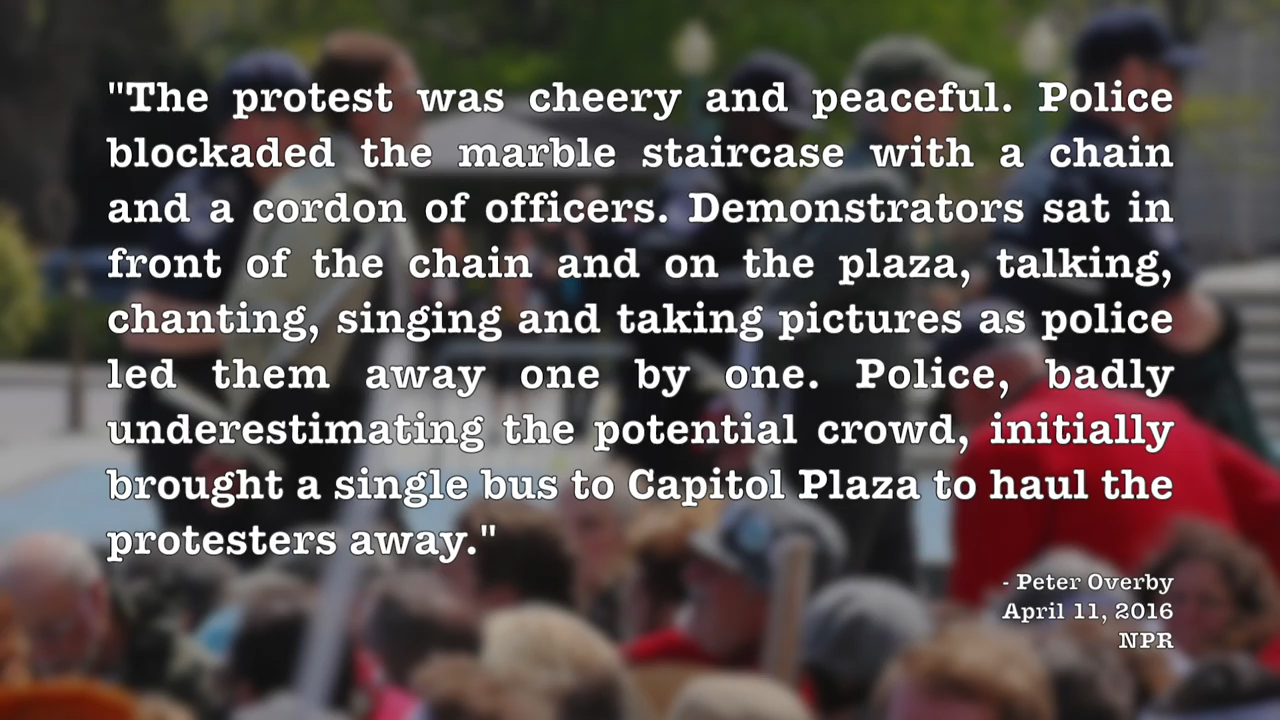 "The protest was cheery and peaceful. Police
blockaded the marble staircase with a chain
and a cordon of officers. Demonstrators sat in
front of the chain and on the plaza, talking,
chanting, singing and taking pictures as police
led them away one by one. Police, badly
underestimating the potential crowd, initially
brought a single bus to Capitol Plaza to haul the
protesters away."
- Peter Overby
April 11, 2016
NPR